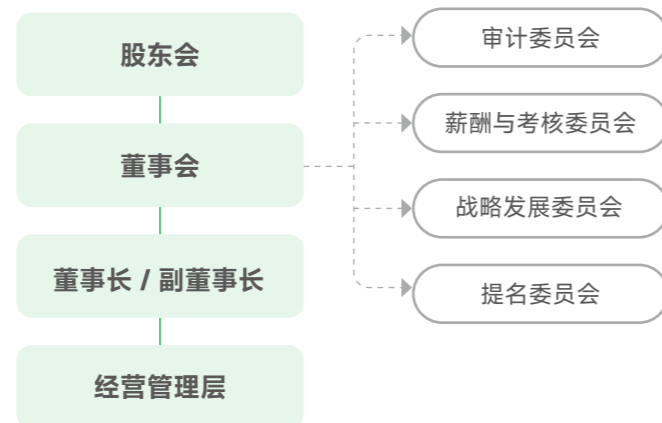 股东会
董事会
董事长 / 副董事长
经营管理层
审计委员会
薪酬与考核委员会
战略发展委员会
提名委员会